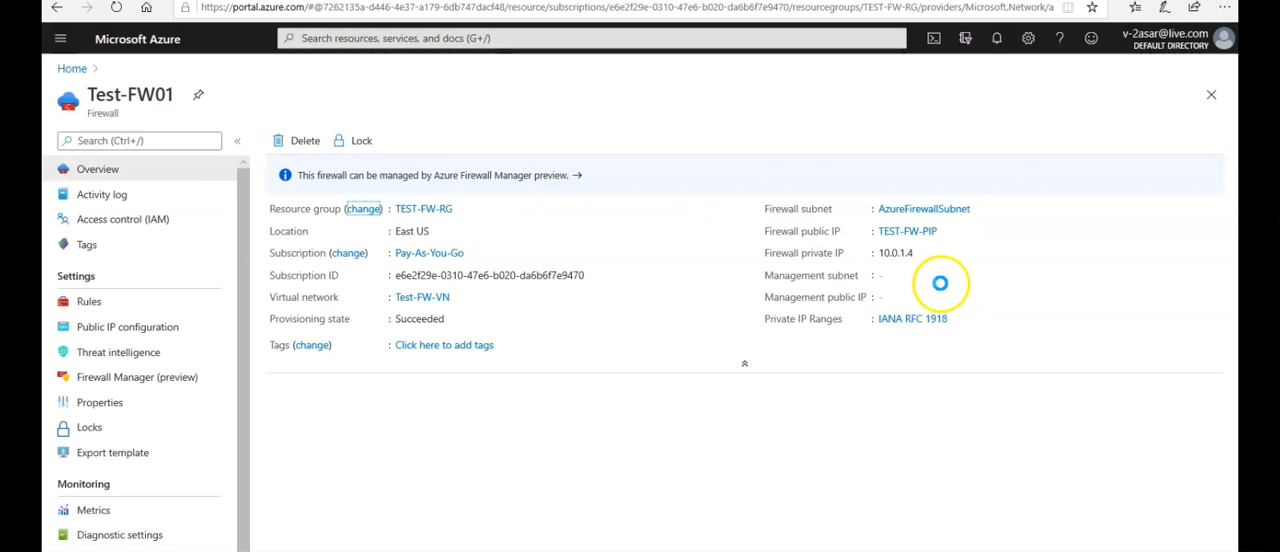 https://portal.azure.com/#@7262135a-d446-4e37-a179-6db747dacf48/resource/subscriptions/e6e2f29e-0310-47e6-b020-da6b6f7e9470/resourcegroups/TEST-FW-RG/providers/Microsoft.Network/a
Microsoft Azure
Search resources, services, and docs (G+/)
v-2asar@live.com
DEFAULT DIRECTORY
Home >
Test-FW01
Firewall
Search (Ctrl+/)
«
Delete
Lock
Overview
Activity log
Access control (IAM)
Tags
Settings
Rules
Public IP configuration
Threat intelligence
Firewall Manager (preview)
Properties
Locks
Export template
Monitoring
Metrics
Diagnostic settings
This firewall can be managed by Azure Firewall Manager preview. →
Resource group (change) : TEST-FW-RG
Location : East US
Subscription (change) : Pay-As-You-Go
Subscription ID : e6e2f29e-0310-47e6-b020-da6b6f7e9470
Virtual network : Test-FW-VN
Provisioning state : Succeeded
Tags (change) : Click here to add tags
Firewall subnet : AzureFirewallSubnet
Firewall public IP : TEST-FW-PIP
Firewall private IP : 10.0.1.4
Management subnet : -
Management public IP : -
Private IP Ranges : IANA RFC 1918